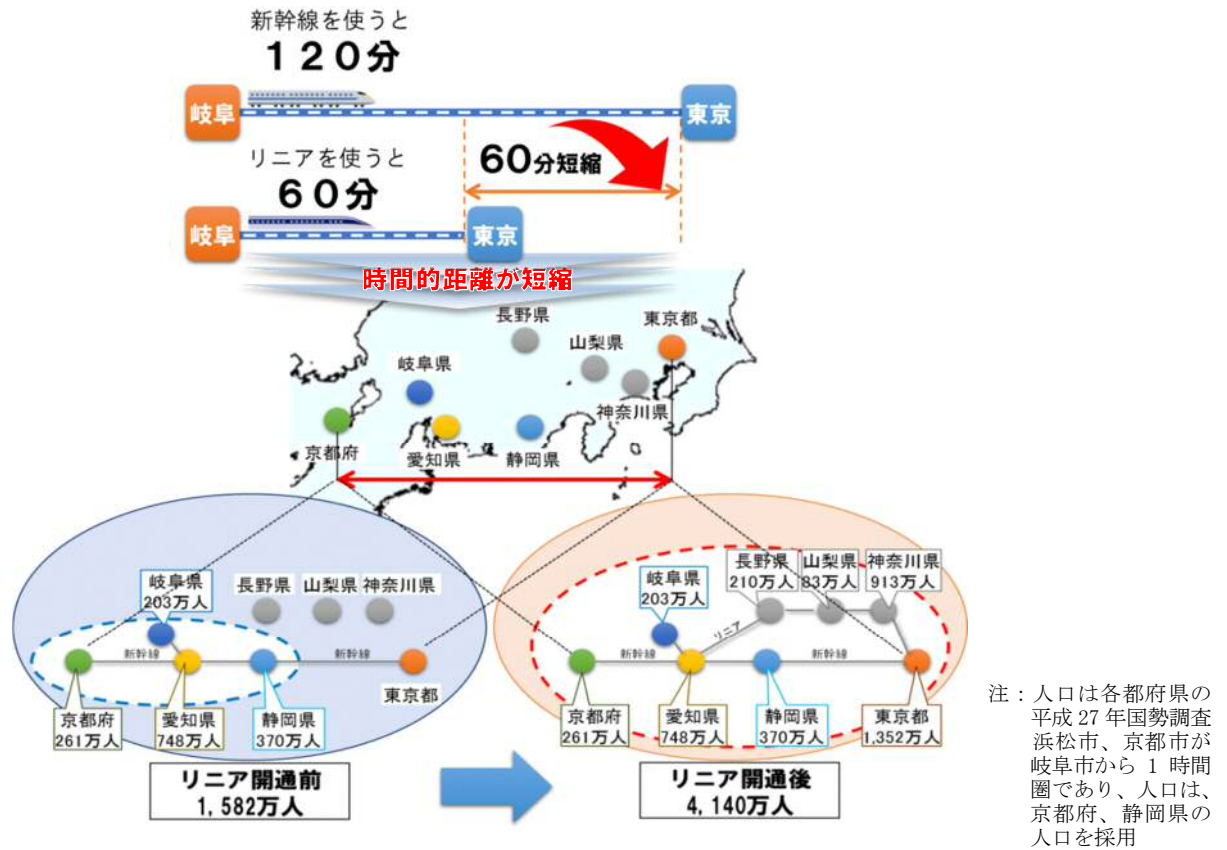 新幹線を使うと
120分
岐阜
東京
60分短縮
リニアを使うと
60分
岐阜
東京
時間的距離が短縮
長野県
東京都
山梨県
岐阜県
神奈川県
京都府
愛知県
静岡県
岐阜県
203万人
長野県
山梨県
神奈川県
新幹線
新幹線
東京都
京都府
261万人
愛知県
748万人
静岡県
370万人
リニア開通前
1,582万人
長野県
210万人
山梨県
83万人
神奈川県
913万人
岐阜県
203万人
リニア
新幹線
新幹線
京都府
261万人
愛知県
748万人
静岡県
370万人
東京都
1,352万人
リニア開通後
4,140万人
注：人口は各都府県の
平成27年国勢調査
浜松市、京都市が
岐阜市から 1 時間
圏であり、人口は、
京都府、静岡県の
人口を採用